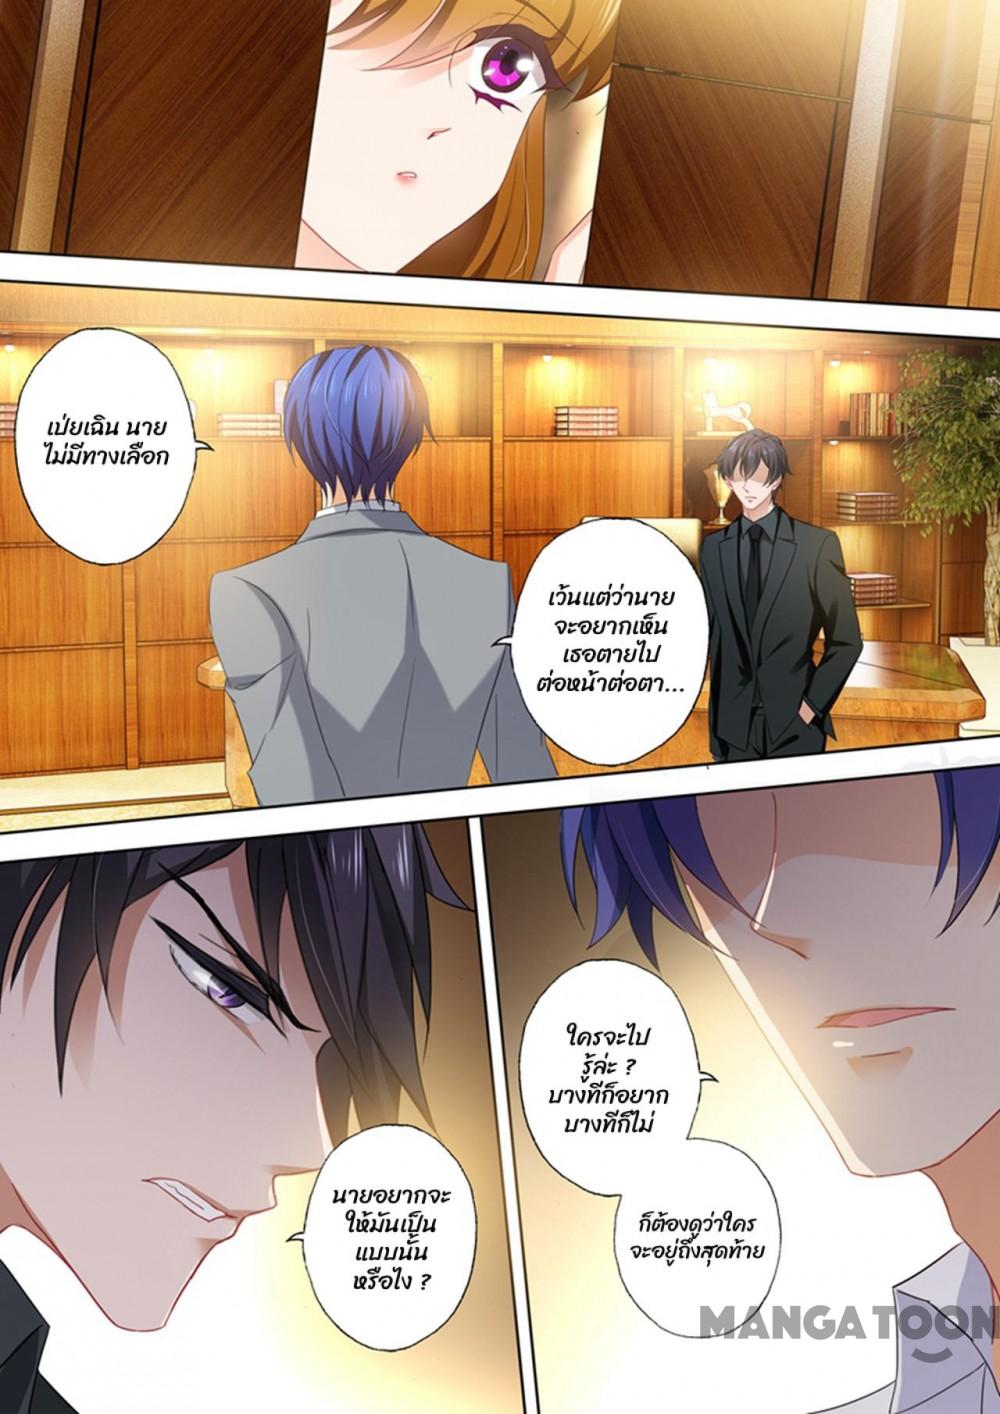 เป่ยเฉิน นาย
ไม่มีทางเลือก
เว้นแต่ว่านาย
จะอยากเห็น
เธอตายไป
ต่อหน้าต่อตา...
ใครจะไป
รู้ล่ะ ?
บางทีก็อยาก
บางทีก็ไม่
นายอยากจะ
ให้มันเป็น
แบบนั้น
หรือไง ?
ก็ต้องดูว่าใคร
จะอยู่ถึงสุดท้าย
MANGATOON